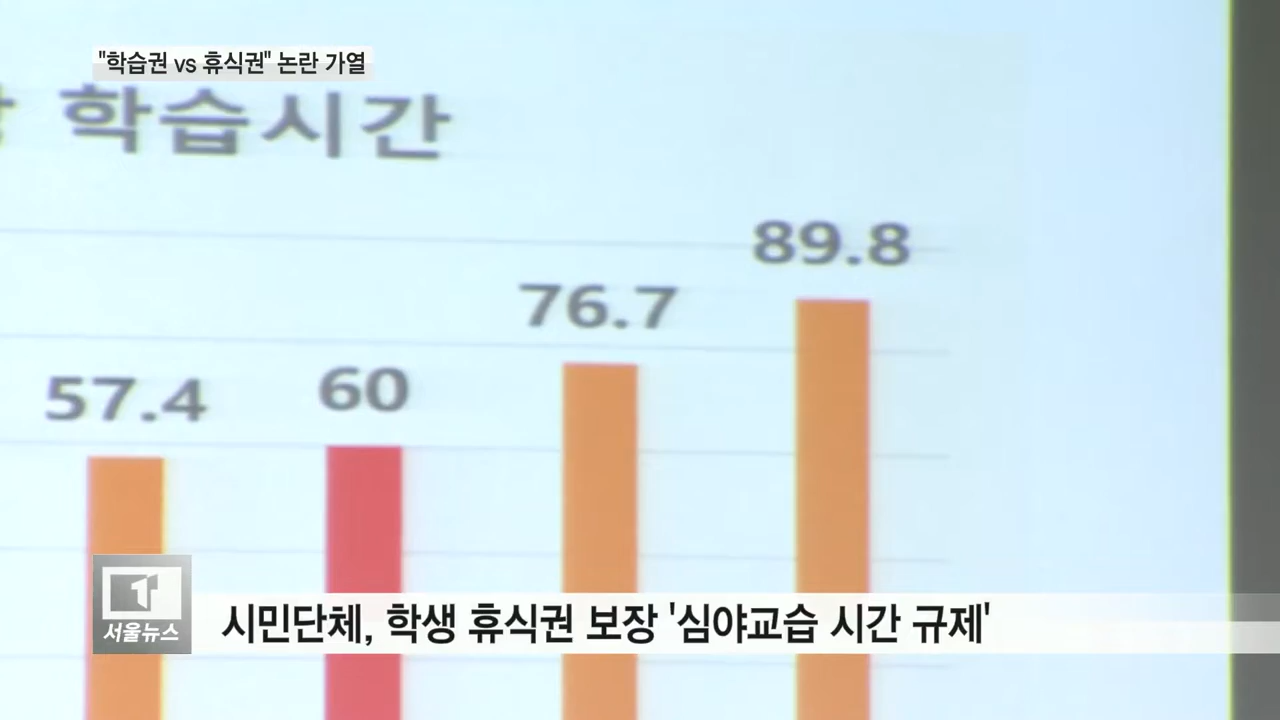 "학습권 vs 휴식권" 논란 가열
학습시간
89.8
76.7
60
57.4
시민단체, 학생 휴식권 보장 '심야교습 시간 규제'
서울뉴스